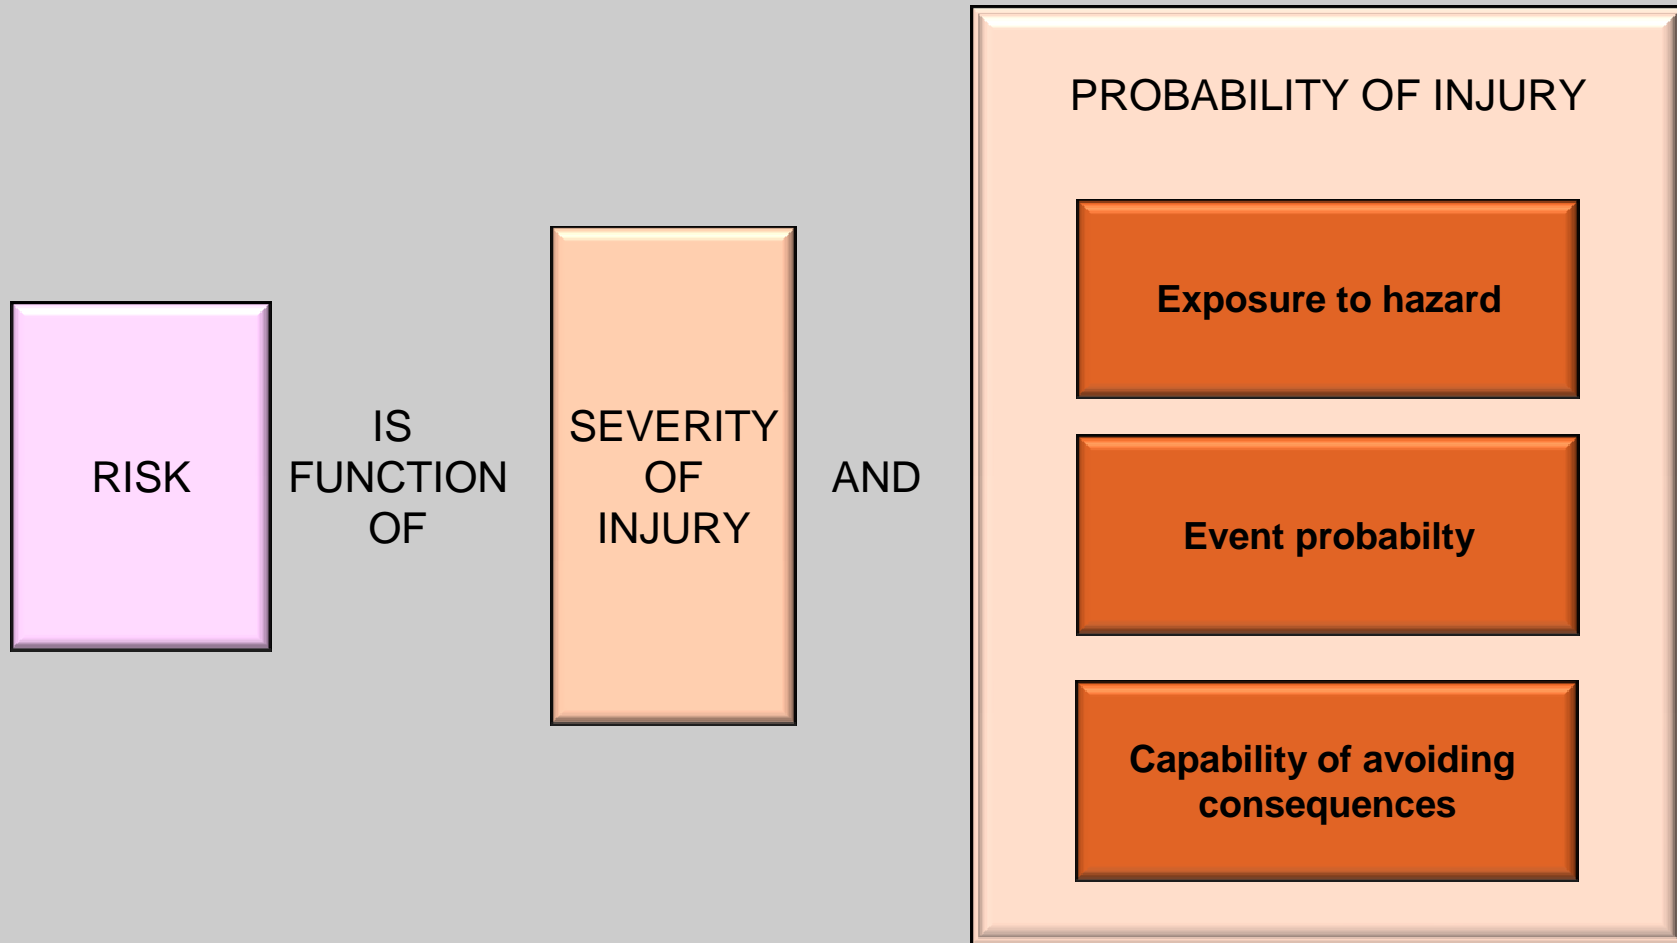 RISK
IS
FUNCTION
OF
SEVERITY
OF
INJURY
AND
PROBABILITY OF INJURY
Exposure to hazard
Event probabilty
Capability of avoiding
consequences